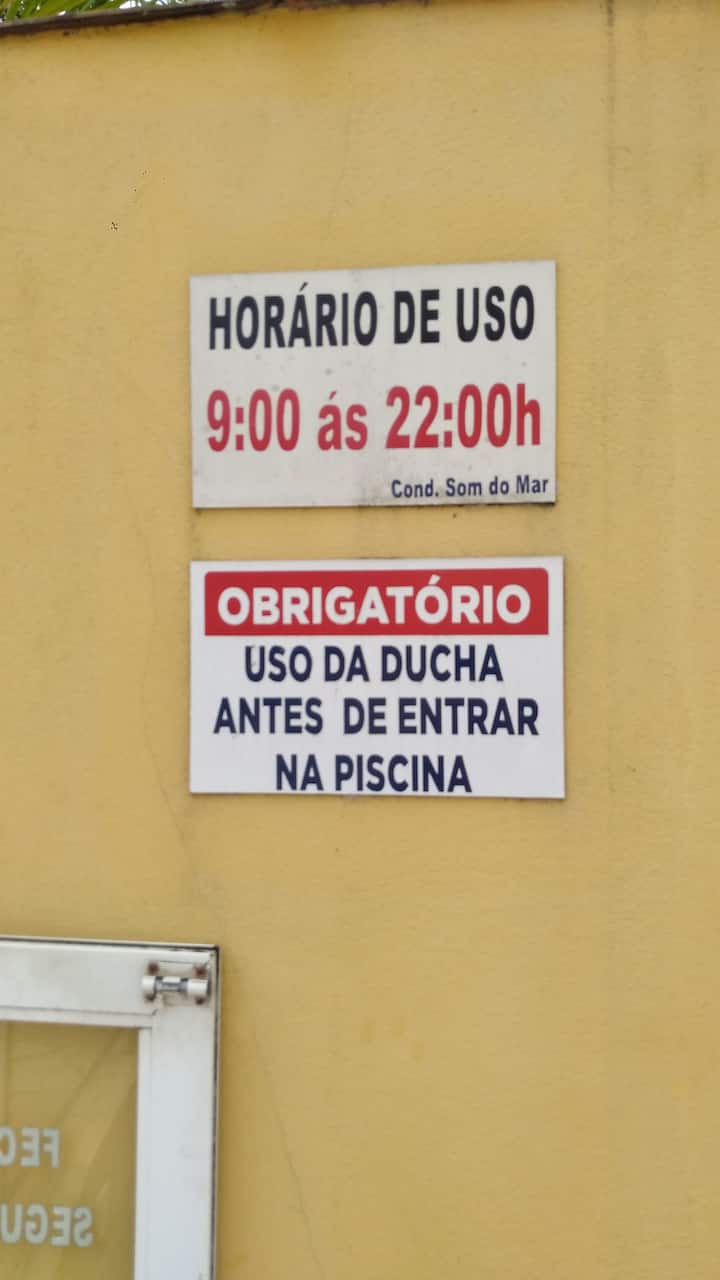 HORÁRIO DE USO
9:00 ás 22:00h
Cond. Som do Mar
OBRIGATÓRIO
USO DA DUCHA
ANTES DE ENTRAR
NA PISCINA